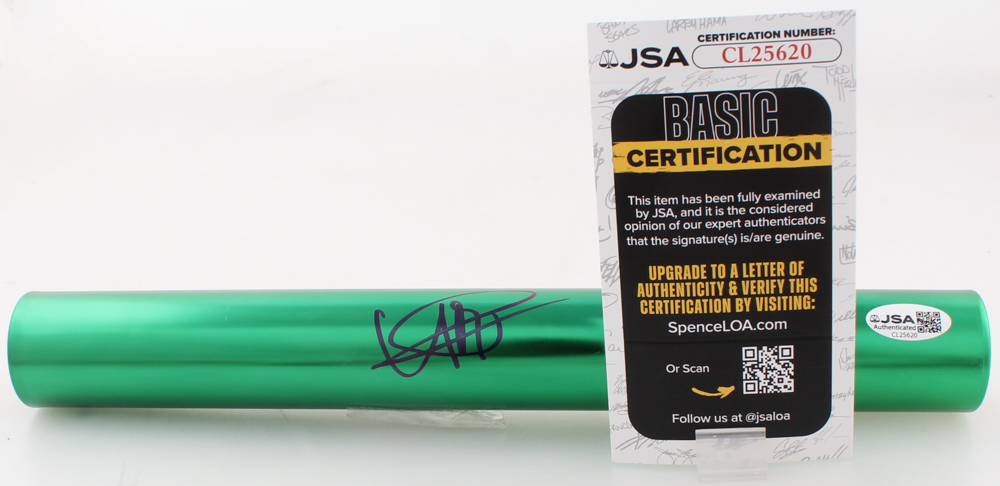 LARRY HAMA
CERTIFICATION NUMBER:
JSA CL25620
BASIC
CERTIFICATION
This item has been fully examined
by JSA, and it is the considered
opinion of our expert authenticators
that the signature(s) is/are genuine.
UPGRADE TO A LETTER OF
AUTHENTICITY & VERIFY THIS
CERTIFICATION BY VISITING:
SpenceLOA.com
Or Scan
Follow us at @jsaloa
JSA
Authenticated
CL25620